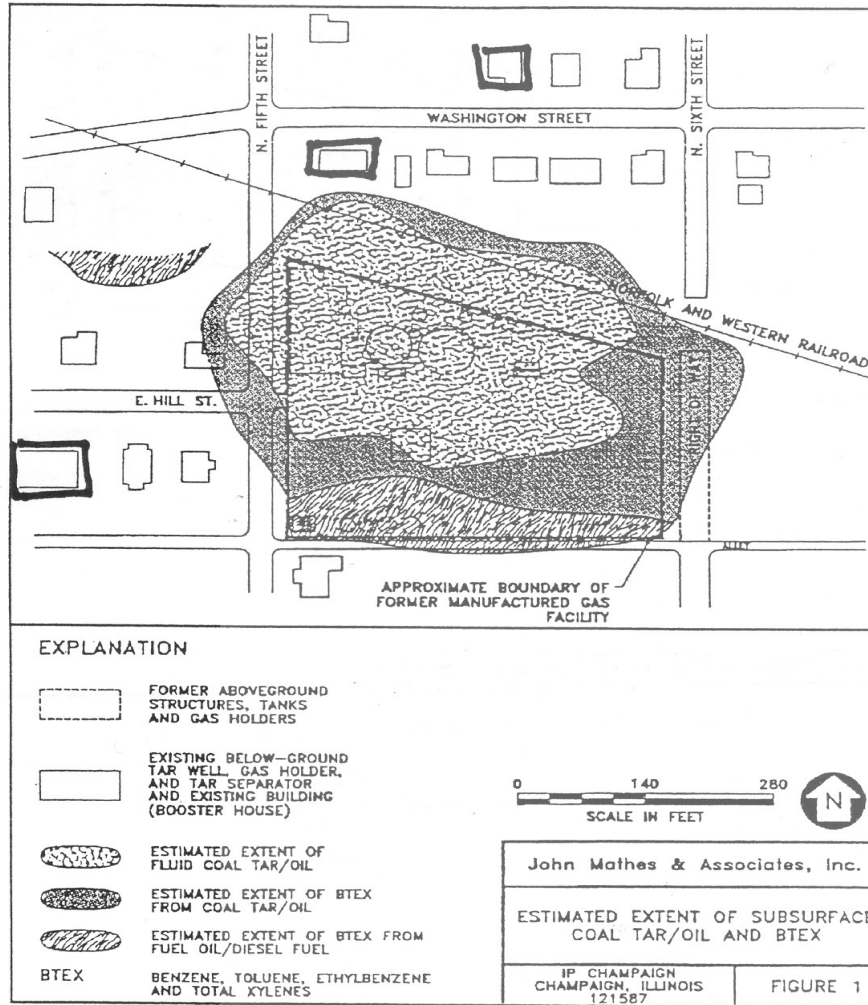 N. FIFTH STREET
N. SIXTH STREET
WASHINGTON STREET
NORFOLK AND WESTERN RAILROAD
RIGHT OF WAY
E. HILL ST.
ALLEY
APPROXIMATE BOUNDARY OF
FORMER MANUFACTURED GAS
FACILITY
EXPLANATION
FORMER ABOVEGROUND
STRUCTURES, TANKS
AND GAS HOLDERS
EXISTING BELOW-GROUND
TAR WELL, GAS HOLDER,
AND TAR SEPARATOR
AND EXISTING BUILDING
(BOOSTER HOUSE)
ESTIMATED EXTENT OF
FLUID COAL TAR/OIL
ESTIMATED EXTENT OF BTEX
FROM COAL TAR/OIL
ESTIMATED EXTENT OF BTEX FROM
FUEL OIL/DIESEL FUEL
BTEX
BENZENE, TOLUENE, ETHYLBENZENE
AND TOTAL XYLENES
0 140 280
SCALE IN FEET
N
John Mathes & Associates, Inc.
ESTIMATED EXTENT OF SUBSURFACE
COAL TAR/OIL AND BTEX
IP CHAMPAIGN
CHAMPAIGN, ILLINOIS
121587
FIGURE 1